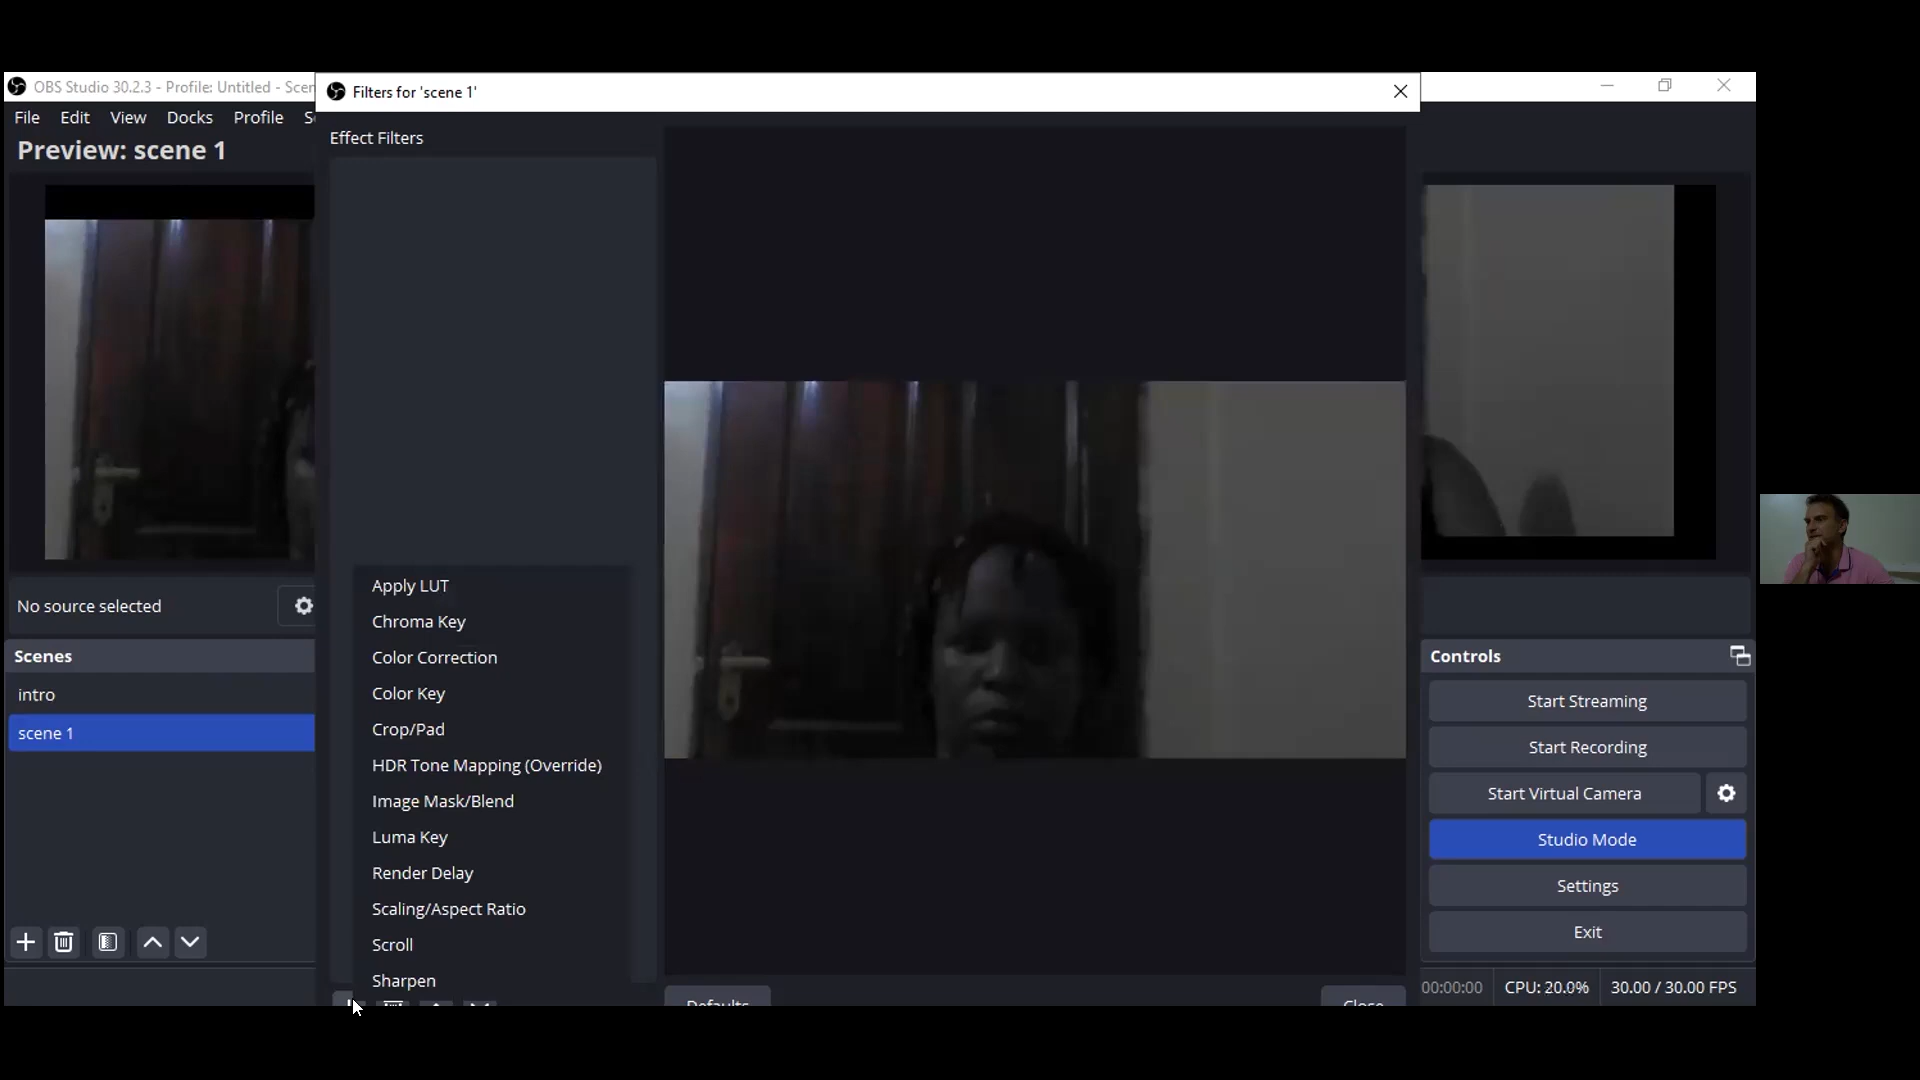 OBS Studio 30.2.3 - Profile: Untitled - Scen
Filters for 'scene 1'
File Edit View Docks Profile
Preview: scene 1
Effect Filters
Apply LUT
Chroma Key
Color Correction
Color Key
Crop/Pad
HDR Tone Mapping (Override)
Image Mask/Blend
Luma Key
Render Delay
Scaling/Aspect Ratio
Scroll
Sharpen
Defaults
Close
No source selected
Scenes
intro
scene 1
Controls
Start Streaming
Start Recording
Start Virtual Camera
Studio Mode
Settings
Exit
00:00:00 CPU: 20.0% 30.00 / 30.00 FPS